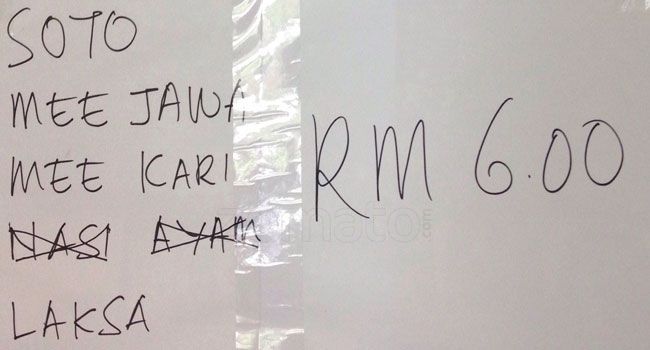 SOTO
MEE JAWA
MEE KARI
RM 6.00
NASI AYAM
LAKSA